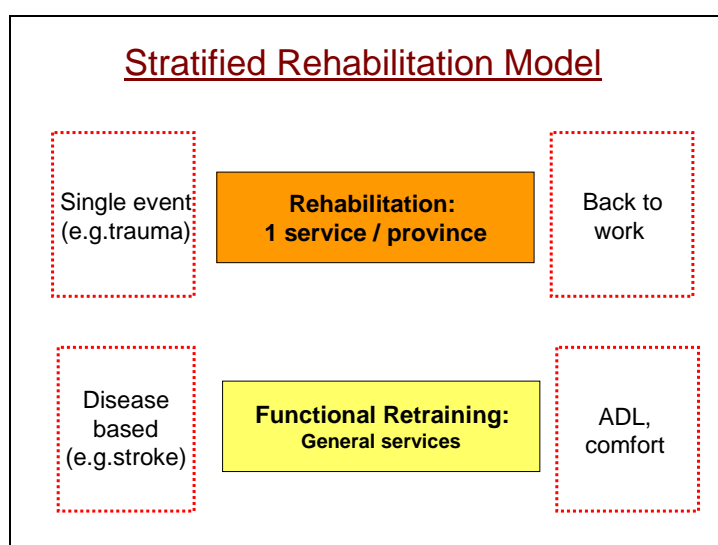 Stratified Rehabilitation Model
Single event
(e.g.trauma)
Rehabilitation:
1 service / province
Back to
work
Disease
based
(e.g.stroke)
Functional Retraining:
General services
ADL,
comfort